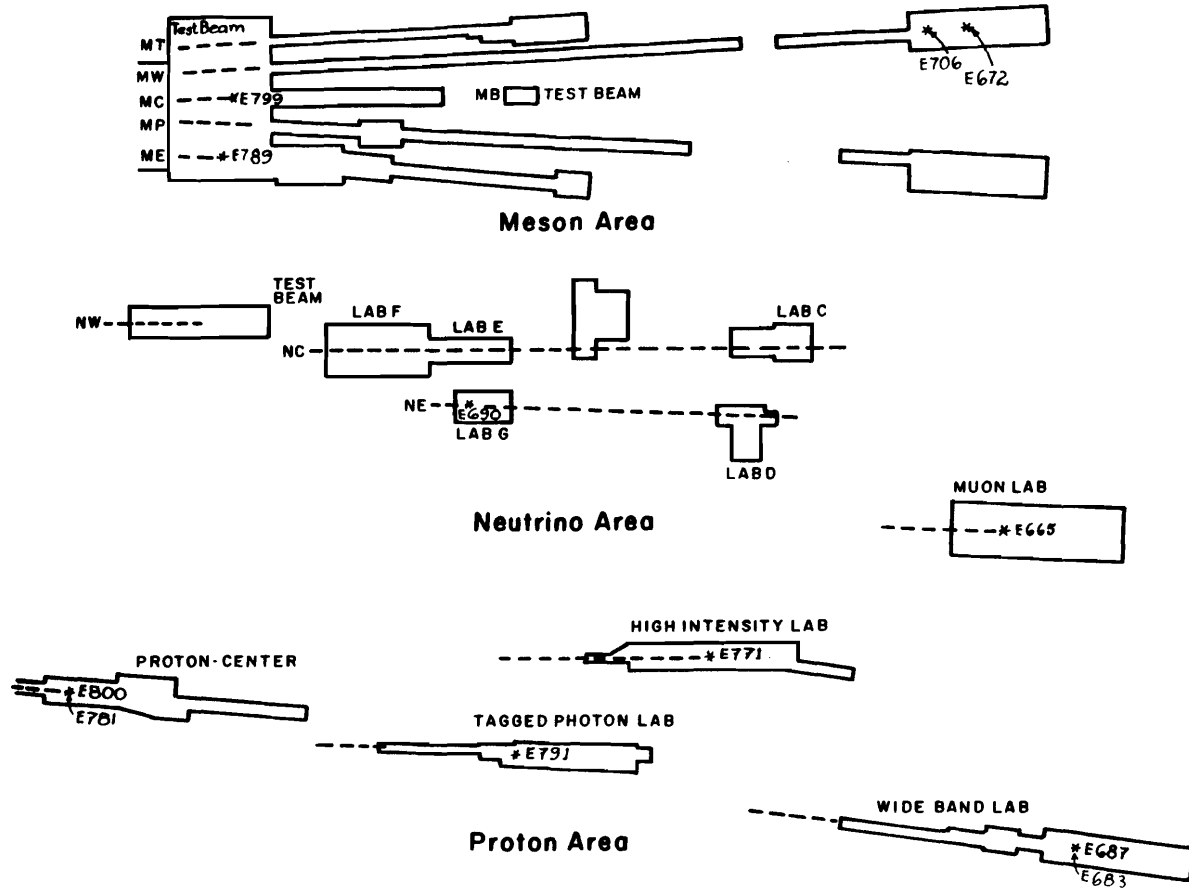 Test Beam
MT
MW
MC
*E799
MP
ME
*E789
MB
TEST BEAM
*
*
E706
E672
Meson Area
NW
TEST
BEAM
LAB F
LAB E
NC
LAB C
NE
*
E690
LAB G
LAB D
MUON LAB
*E665
Neutrino Area
HIGH INTENSITY LAB
*E771
PROTON-CENTER
*E800
E781
TAGGED PHOTON LAB
*E791
WIDE BAND LAB
*E687
E683
Proton Area